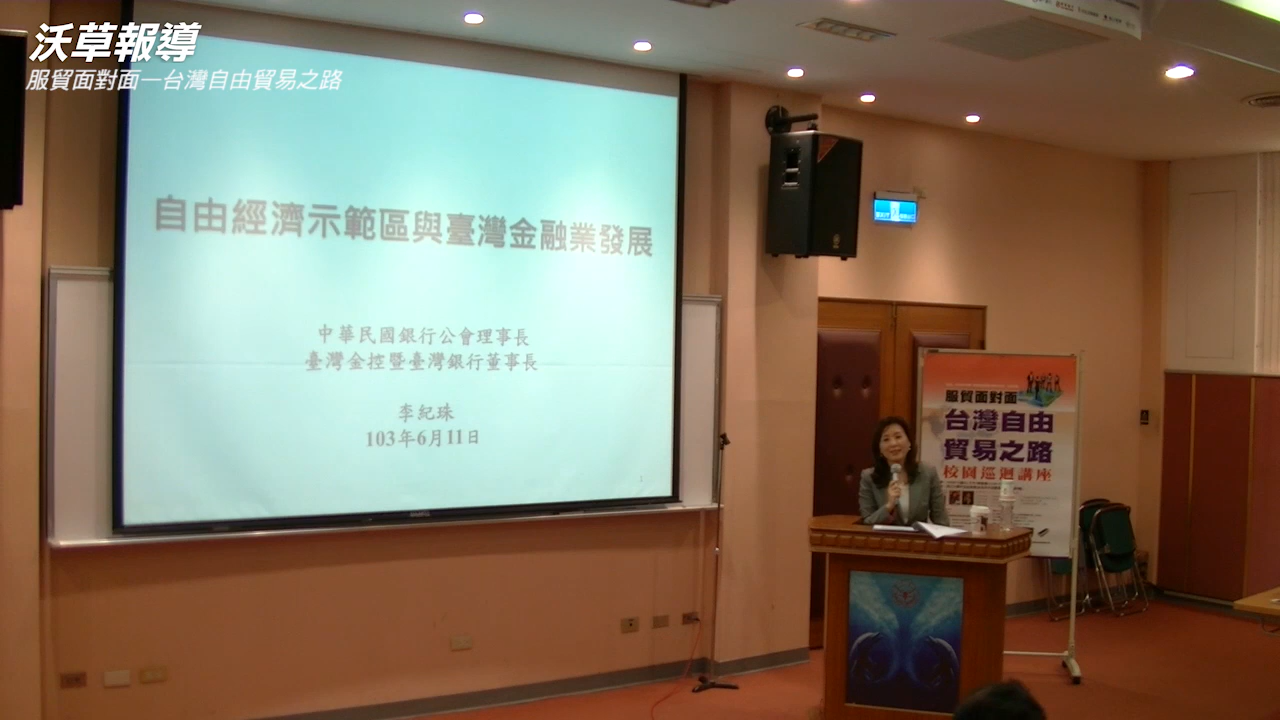 沃草報導
服貿面對面—台灣自由貿易之路
自由經濟示範區與臺灣金融業發展
中華民國銀行公會理事長
臺灣金控暨臺灣銀行董事長
李紀珠
103年6月11日
服貿面對面
台灣自由
貿易之路
校園巡迴講座